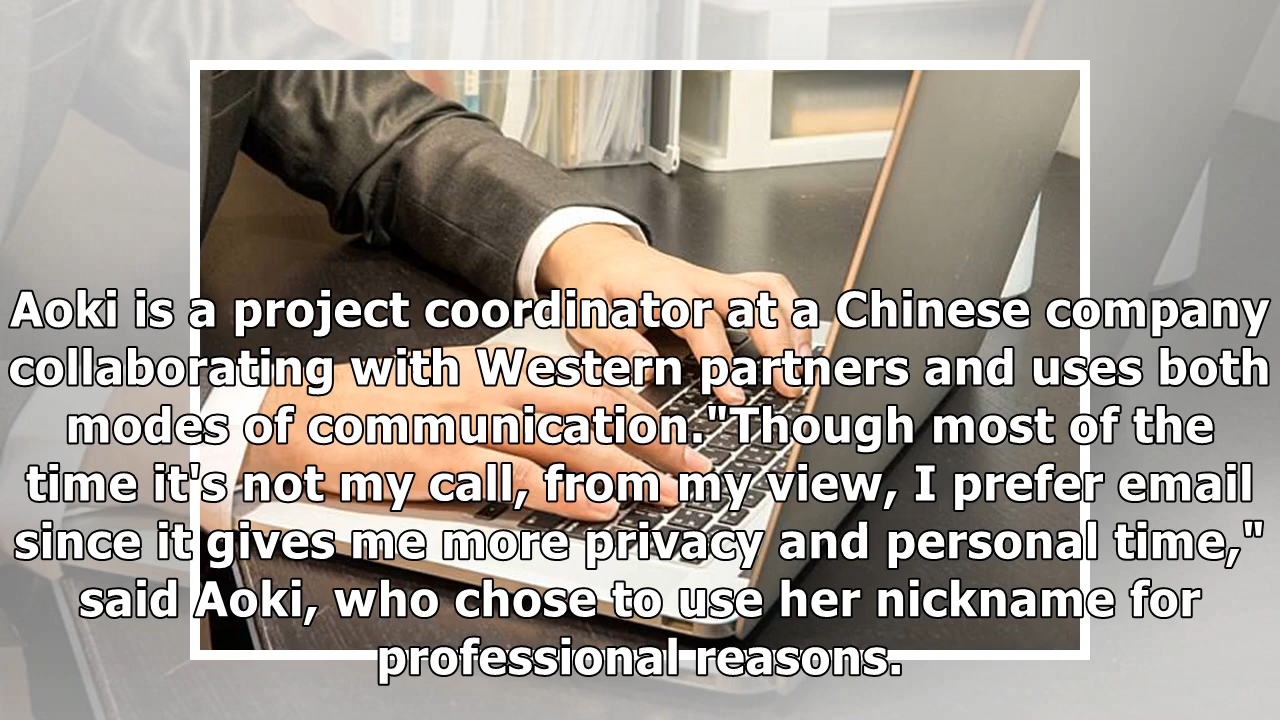 Aoki is a project coordinator at a Chinese company
collaborating with Western partners and uses both
modes of communication."Though most of the
time it's not my call, from my view, I prefer email
since it gives me more privacy and personal time,"
said Aoki, who chose to use her nickname for
professional reasons.